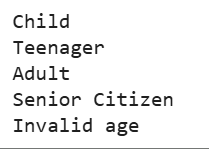 Child
Teenager
Adult
Senior Citizen
Invalid age